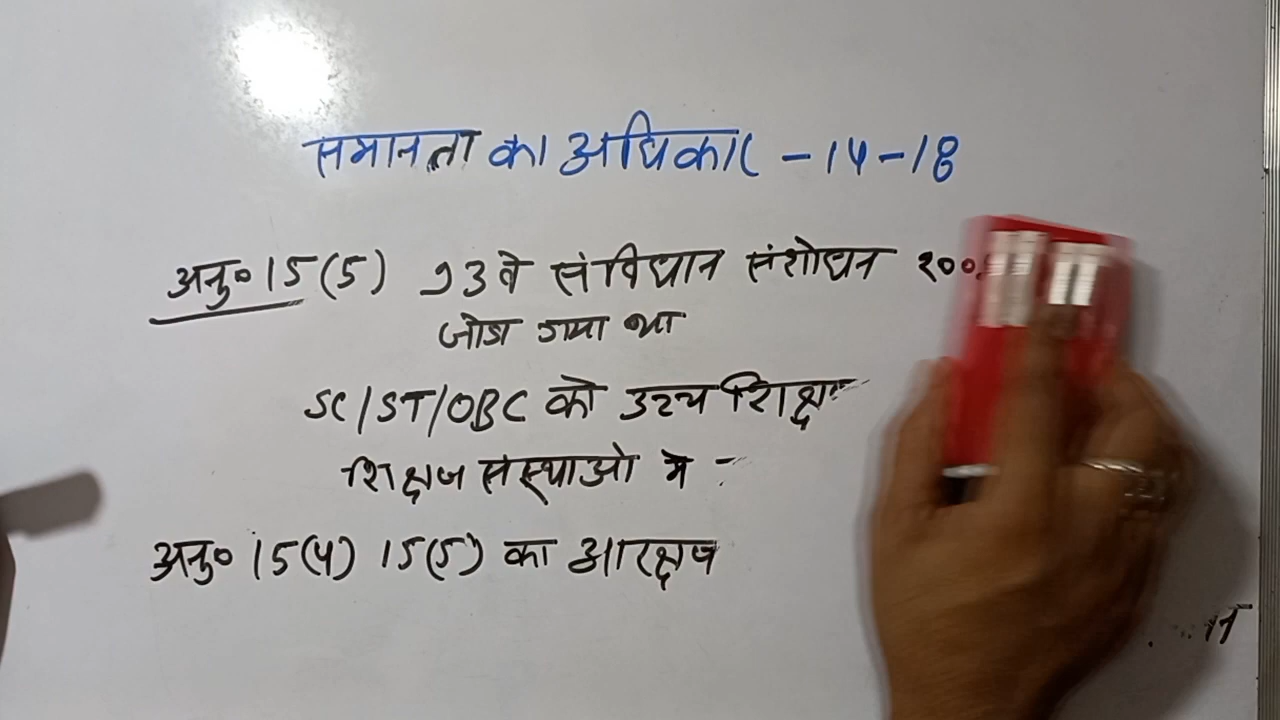 समानता का अधिकार - 14 - 18
अनु० 15(5) 93 वे संविधान संशोधन
जोडा गया था
SC/ST/OBC को उच्च शिक्ष
शिक्षण संस्थाओ मे
अनु० 15(4) 15(5) का आरक्षण